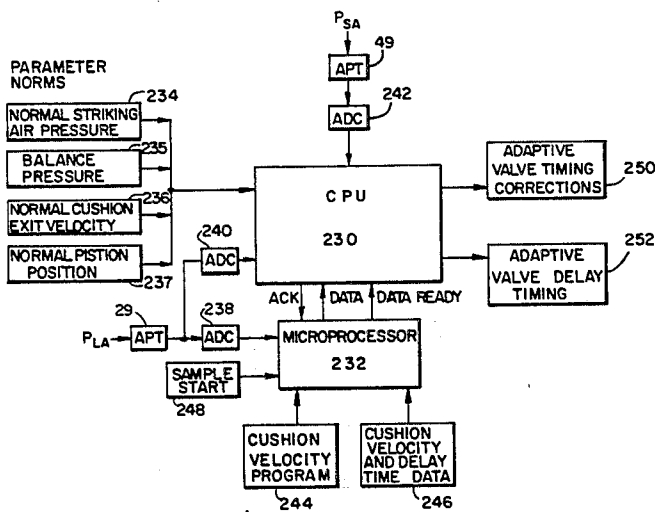 P_SA
49
APT
242
ADC
PARAMETER
NORMS
234
NORMAL STRIKING
AIR PRESSURE
235
BALANCE
PRESSURE
236
NORMAL CUSHION
EXIT VELOCITY
NORMAL PISTION
POSITION
237
CPU
230
ADAPTIVE
VALVE TIMING
CORRECTIONS
250
ADAPTIVE
VALVE DELAY
TIMING
252
240
ADC
ACK
DATA
DATA READY
29
P_LA
APT
238
ADC
MICROPROCESSOR
232
SAMPLE
START
248
CUSHION
VELOCITY
PROGRAM
244
CUSHION
VELOCITY
AND DELAY
TIME DATA
246